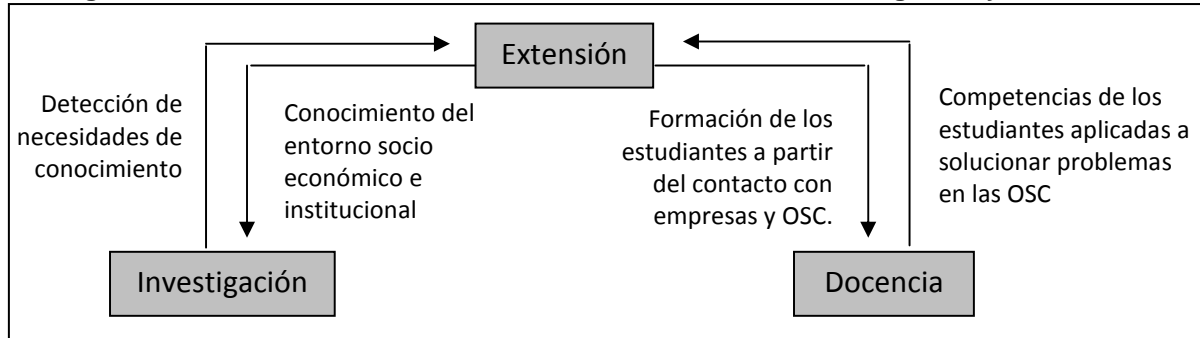 Extensión
Detección de
necesidades de
conocimiento
Conocimiento del
entorno socio
económico e
institucional
Formación de los
estudiantes a partir
del contacto con
empresas y OSC.
Competencias de los
estudiantes aplicadas a
solucionar problemas
en las OSC
Investigación
Docencia